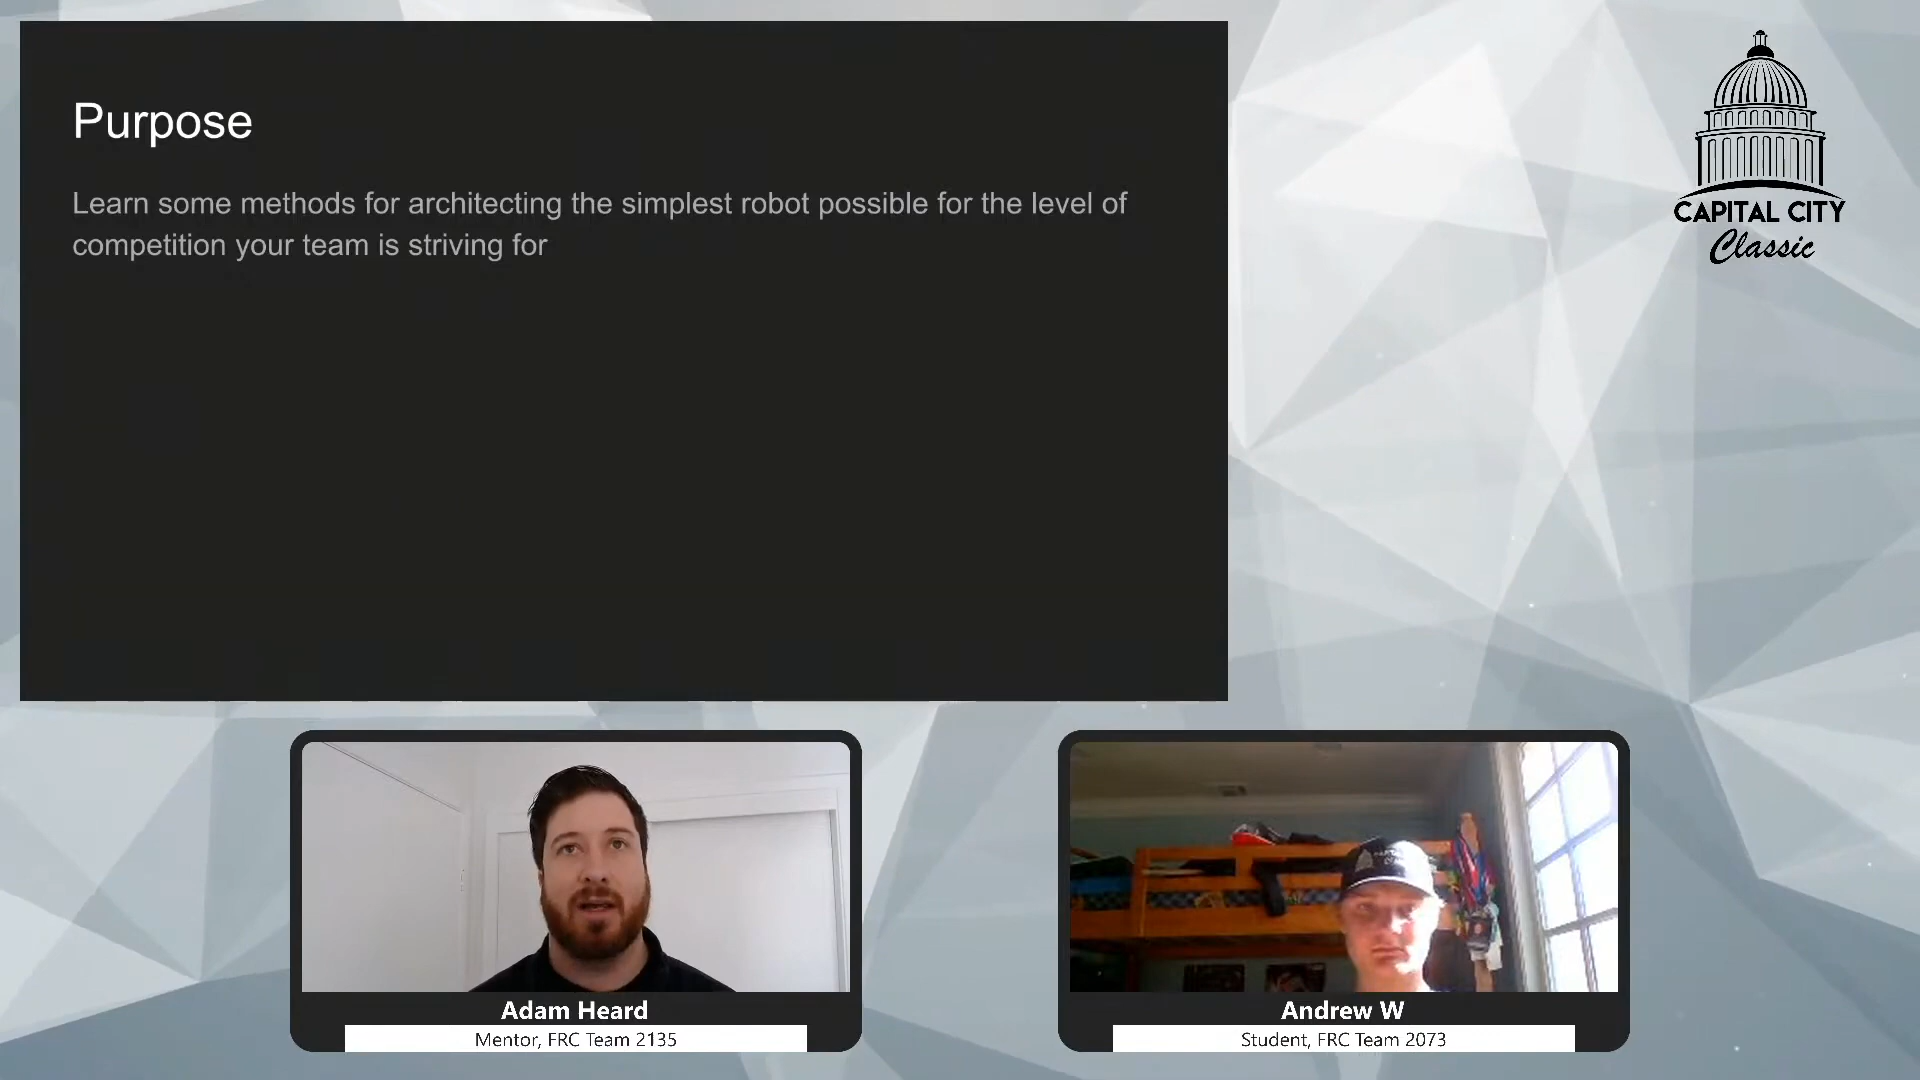 Purpose
Learn some methods for architecting the simplest robot possible for the level of
competition your team is striving for
CAPITAL CITY
Classic
Adam Heard
Mentor, FRC Team 2135
Andrew W
Student, FRC Team 2073